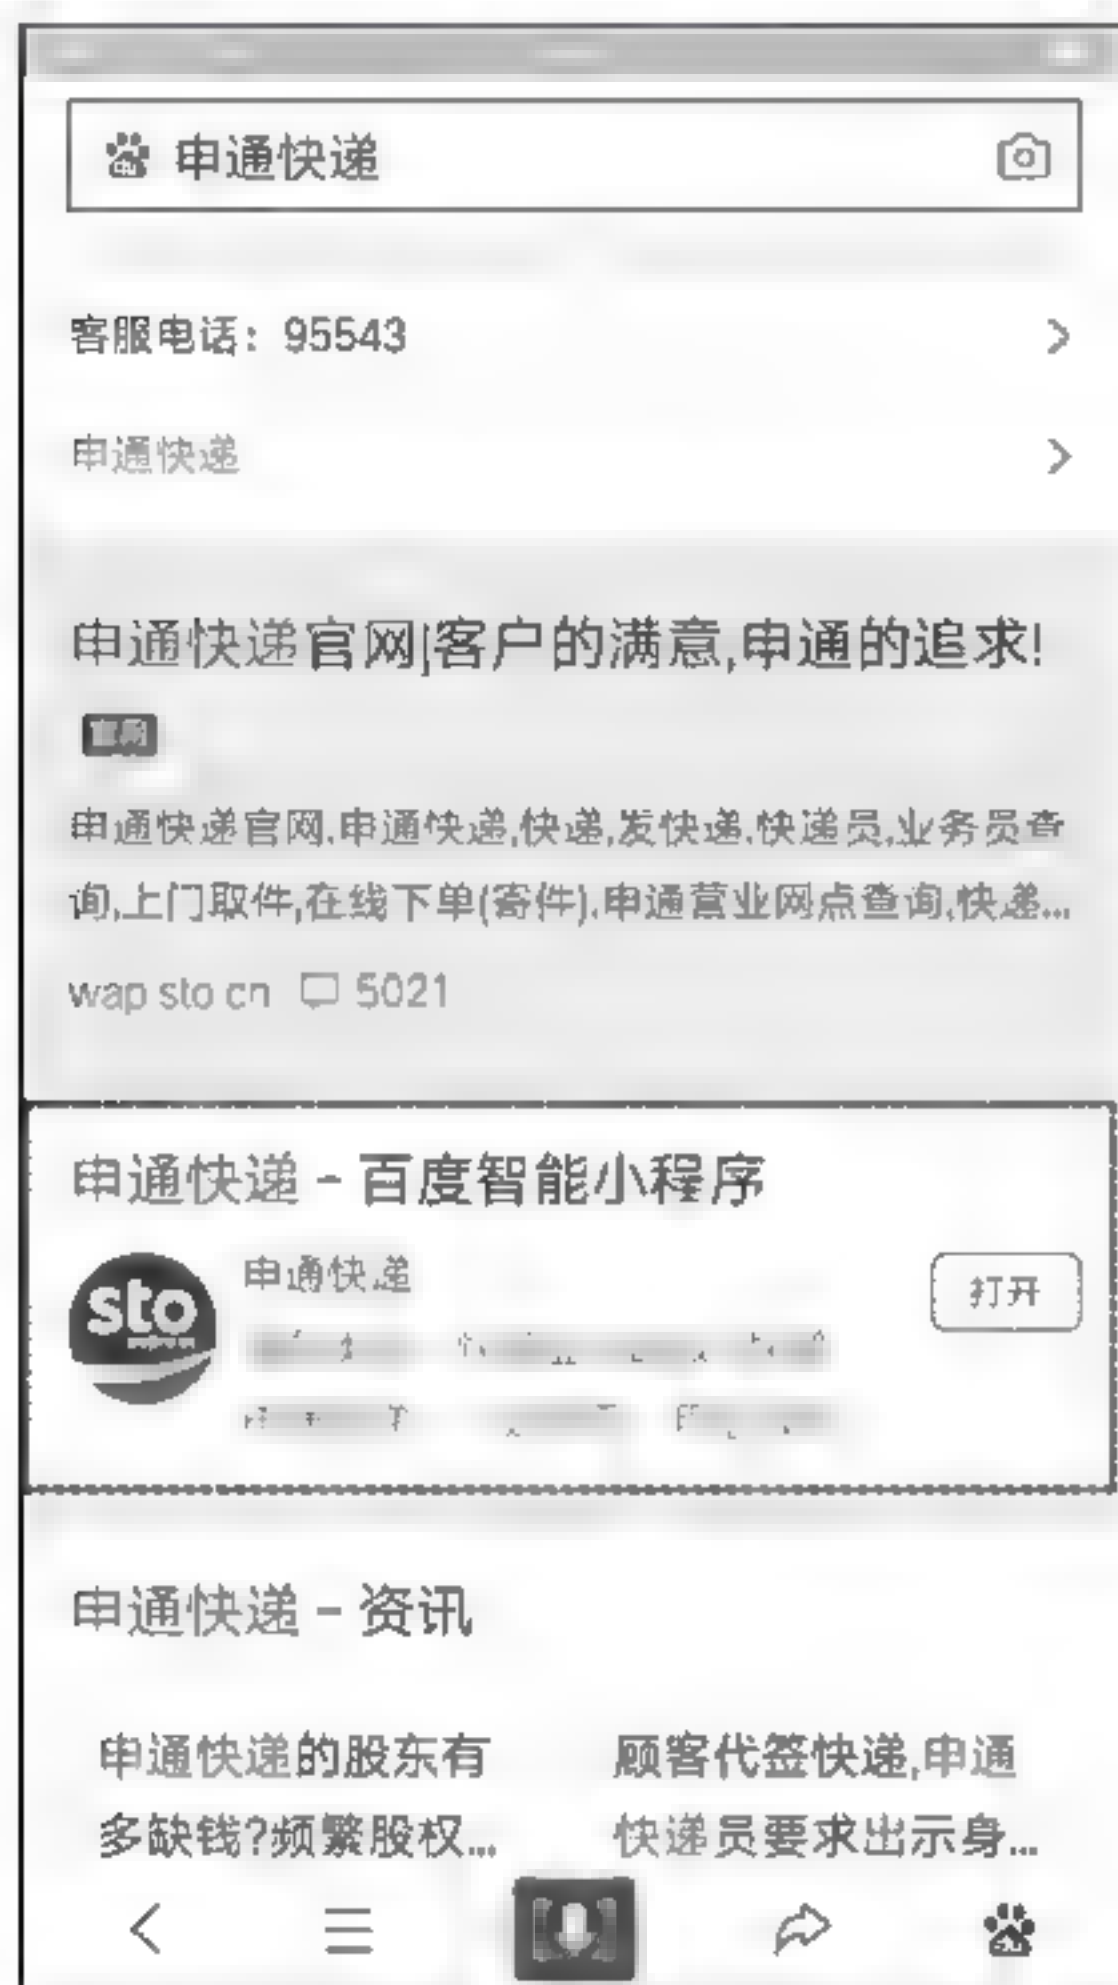 申通快递
客服电话：95543
申通快递
申通快递官网|客户的满意,申通的追求!
官网
申通快递官网,申通快递,快递,发快递,快递员,业务员查
询,上门取件,在线下单(寄件),申通营业网点查询,快递...
wap sto cn 5021
申通快递 - 百度智能小程序
sto
申通快递
打开
申通快递 - 资讯
申通快递的股东有
多缺钱?频繁股权...
顾客代签快递,申通
快递员要求出示身...